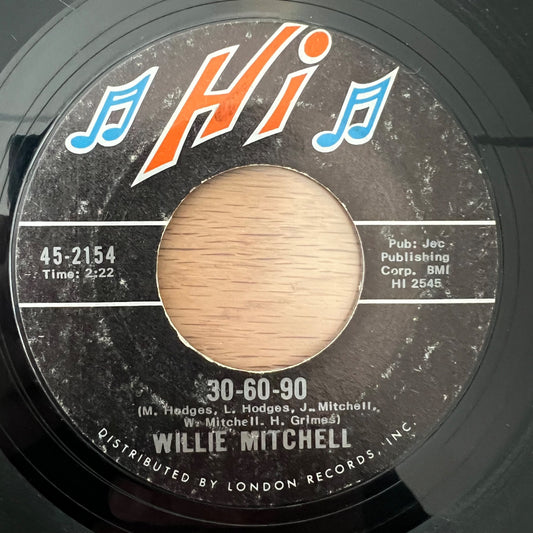 Hi
45-2154
Time: 2:22
Pub: Jec
Publishing
Corp. BMI
HI 2545
30-60-90
(M. Hodges, L. Hodges, J. Mitchell,
W. Mitchell. H. Grimes)
WILLIE MITCHELL
DISTRIBUTED BY LONDON RECORDS, INC.